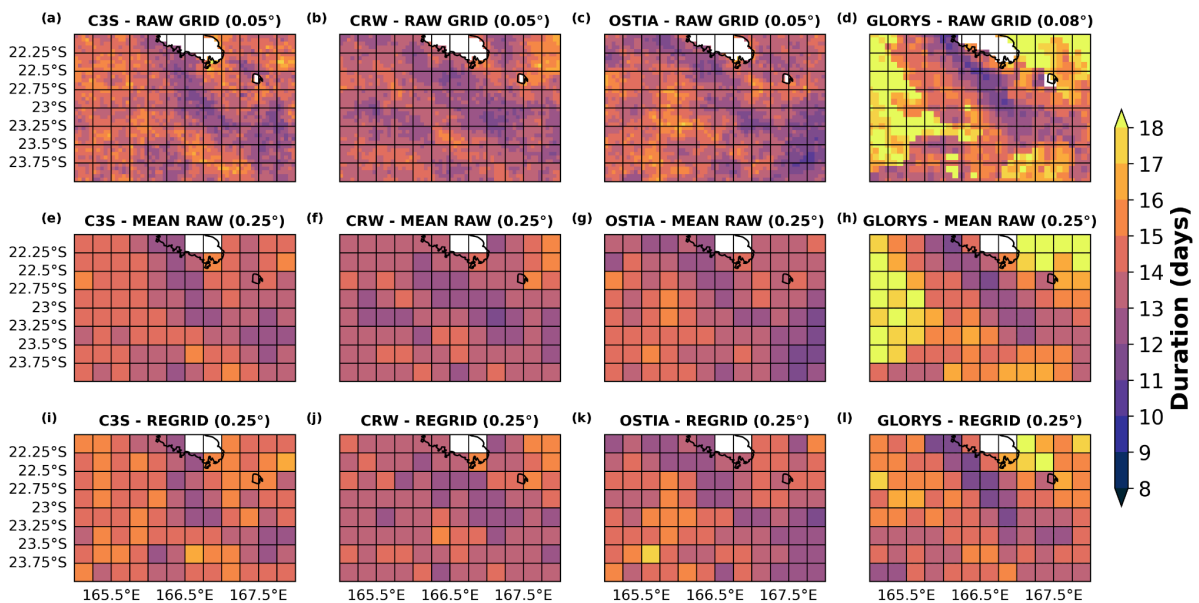 (a) C3S - RAW GRID (0.05°) (b) CRW - RAW GRID (0.05°) (c) OSTIA - RAW GRID (0.05°) (d) GLORYS - RAW GRID (0.08°)
22.25°S
22.5°S
22.75°S
23°S
23.25°S
23.5°S
23.75°S
(e) C3S - MEAN RAW (0.25°) (f) CRW - MEAN RAW (0.25°) (g) OSTIA - MEAN RAW (0.25°) (h) GLORYS - MEAN RAW (0.25°)
22.25°S
22.5°S
22.75°S
23°S
23.25°S
23.5°S
23.75°S
(i) C3S - REGRID (0.25°) (j) CRW - REGRID (0.25°) (k) OSTIA - REGRID (0.25°) (l) GLORYS - REGRID (0.25°)
22.25°S
22.5°S
22.75°S
23°S
23.25°S
23.5°S
23.75°S
165.5°E 166.5°E 167.5°E 165.5°E 166.5°E 167.5°E 165.5°E 166.5°E 167.5°E 165.5°E 166.5°E 167.5°E
18
17
16
15
14
13
12
11
10
9
8
Duration (days)